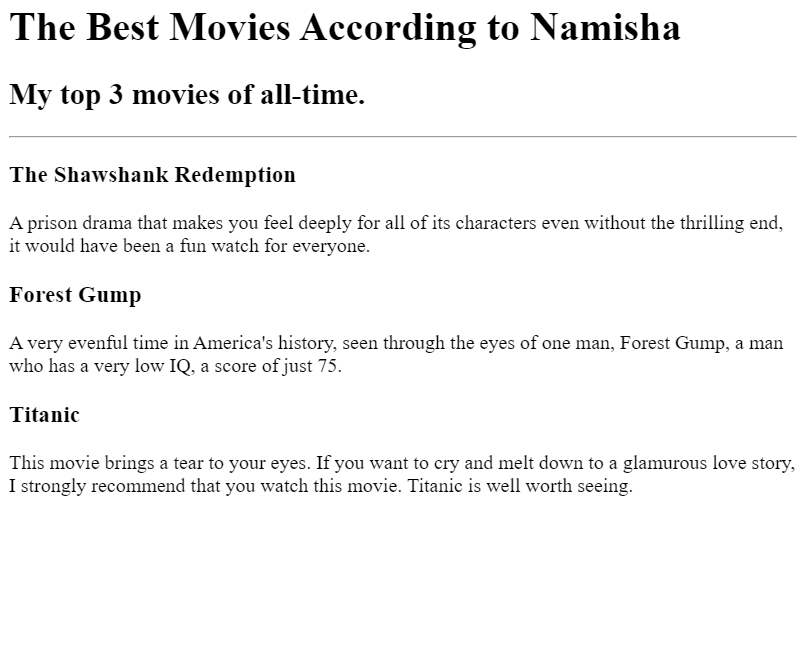 The Best Movies According to Namisha
My top 3 movies of all-time.
The Shawshank Redemption
A prison drama that makes you feel deeply for all of its characters even without the thrilling end,
it would have been a fun watch for everyone.
Forest Gump
A very evenful time in America's history, seen through the eyes of one man, Forest Gump, a man
who has a very low IQ, a score of just 75.
Titanic
This movie brings a tear to your eyes. If you want to cry and melt down to a glamurous love story,
I strongly recommend that you watch this movie. Titanic is well worth seeing.